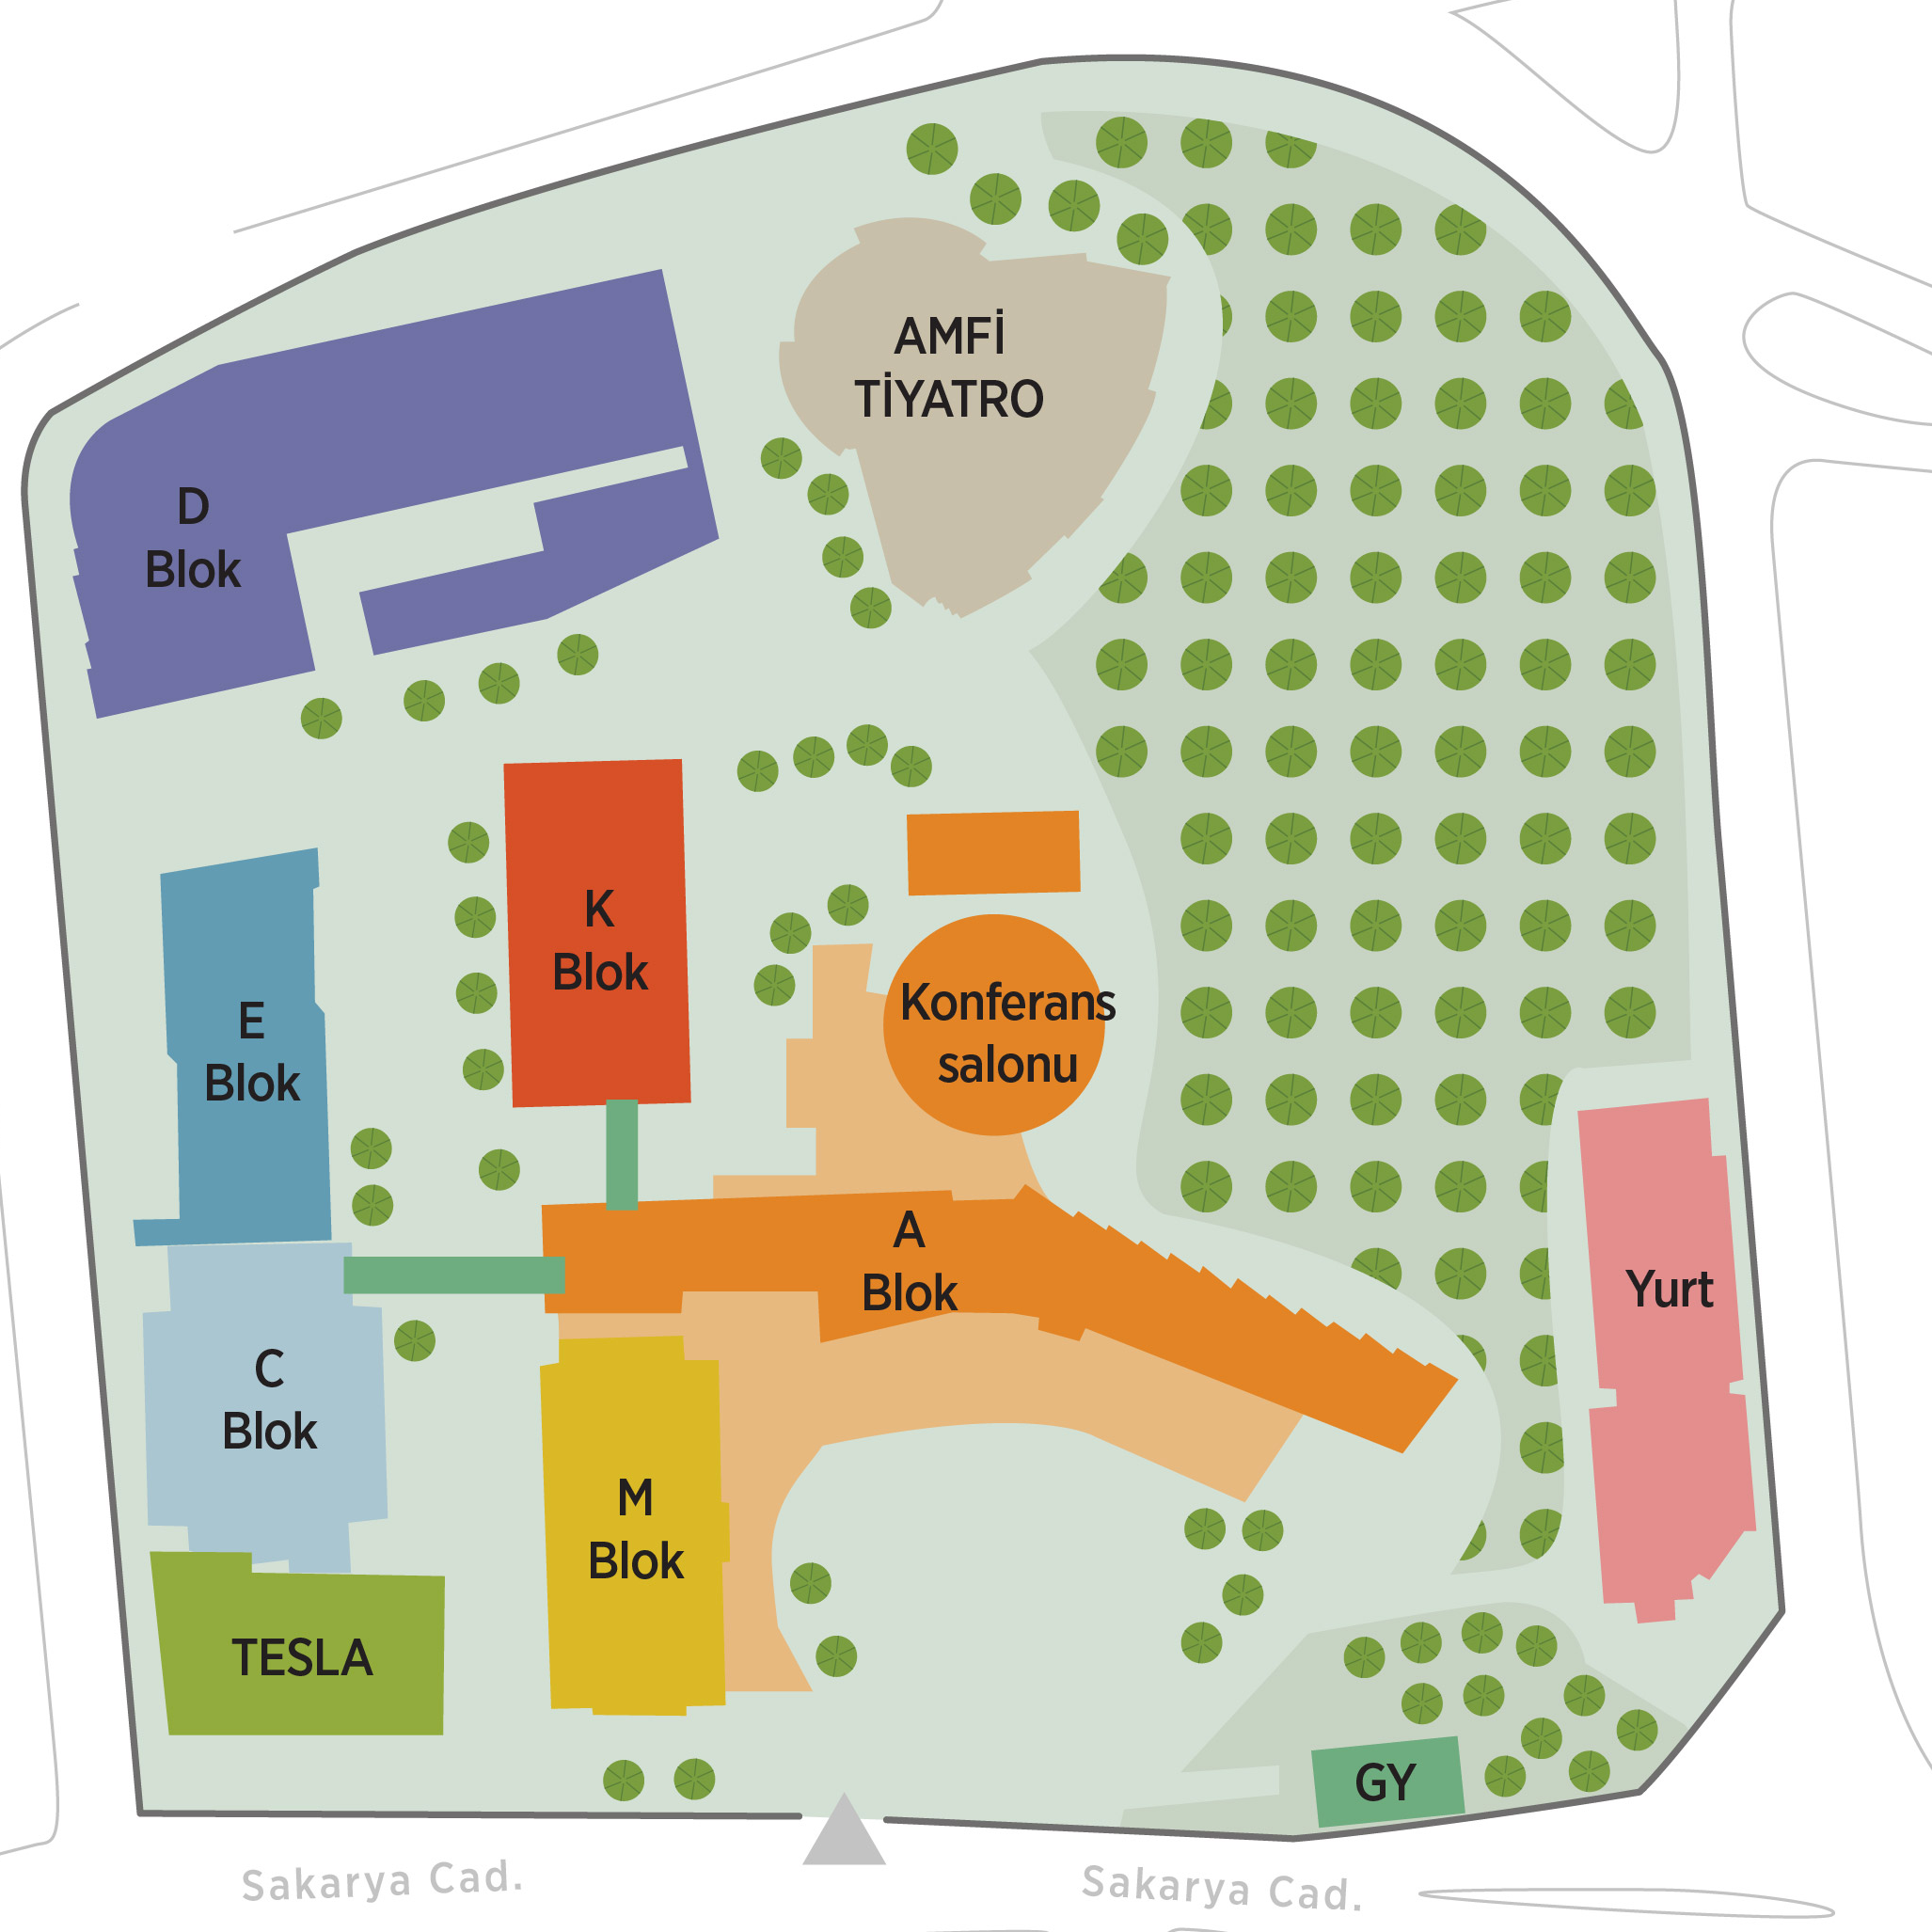 AMFİ
TİYATRO
D
Blok
K
Blok
Konferans
salonu
E
Blok
A
Blok
Yurt
C
Blok
M
Blok
TESLA
GY
Sakarya Cad.
Sakarya Cad.